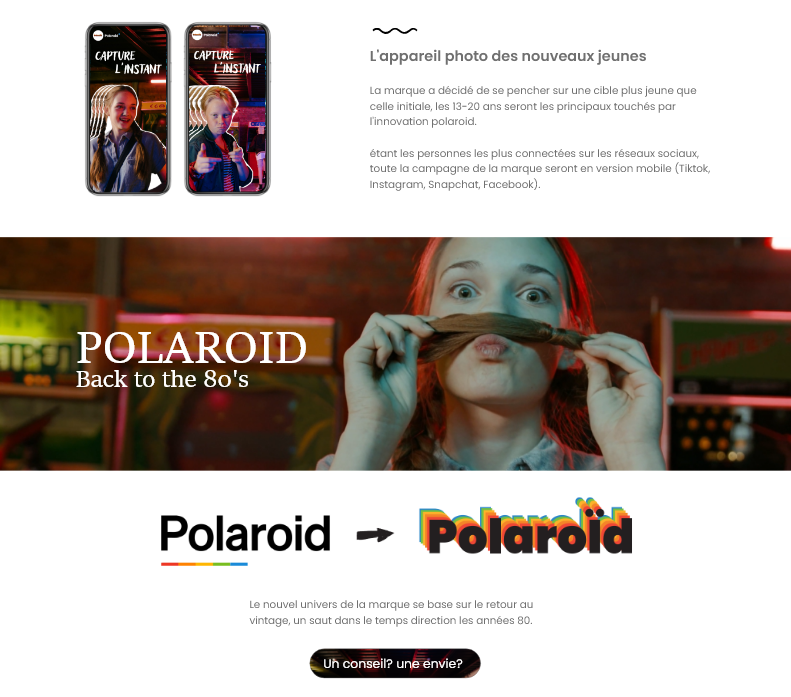 Polaroid
CAPTURE
L'INSTANT
Polaroid
CAPTURE
L'INSTANT
L'appareil photo des nouveaux jeunes
La marque a décidé de se pencher sur une cible plus jeune que
celle initiale, les 13-20 ans seront les principaux touchés par
l'innovation polaroid.
étant les personnes les plus connectées sur les réseaux sociaux,
toute la campagne de la marque seront en version mobile (Tiktok,
Instagram, Snapchat, Facebook).
POLAROID
Back to the 80's
Polaroid
Polaroïd
Le nouvel univers de la marque se base sur le retour au
vintage, un saut dans le temps direction les années 80.
Un conseil? une envie?